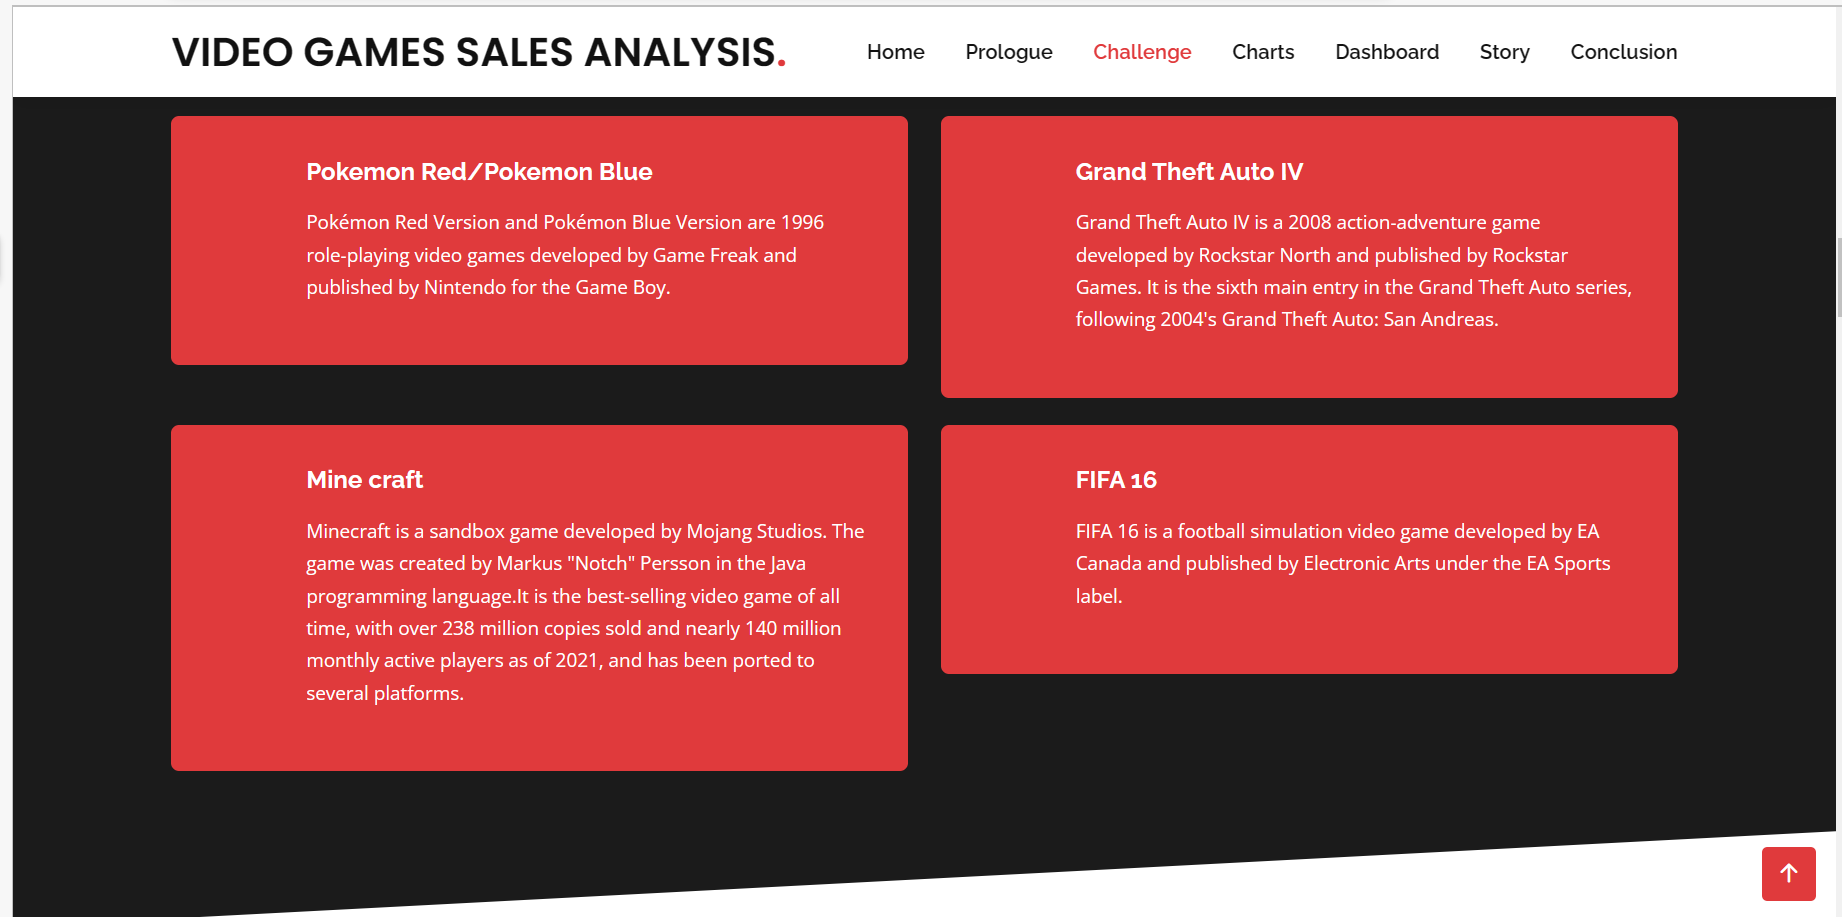 VIDEO GAMES SALES ANALYSIS.
Home Prologue Challenge Charts Dashboard Story Conclusion
Pokemon Red/Pokemon Blue
Pokémon Red Version and Pokémon Blue Version are 1996
role-playing video games developed by Game Freak and
published by Nintendo for the Game Boy.
Grand Theft Auto IV
Grand Theft Auto IV is a 2008 action-adventure game
developed by Rockstar North and published by Rockstar
Games. It is the sixth main entry in the Grand Theft Auto series,
following 2004's Grand Theft Auto: San Andreas.
Mine craft
Minecraft is a sandbox game developed by Mojang Studios. The
game was created by Markus "Notch" Persson in the Java
programming language.It is the best-selling video game of all
time, with over 238 million copies sold and nearly 140 million
monthly active players as of 2021, and has been ported to
several platforms.
FIFA 16
FIFA 16 is a football simulation video game developed by EA
Canada and published by Electronic Arts under the EA Sports
label.